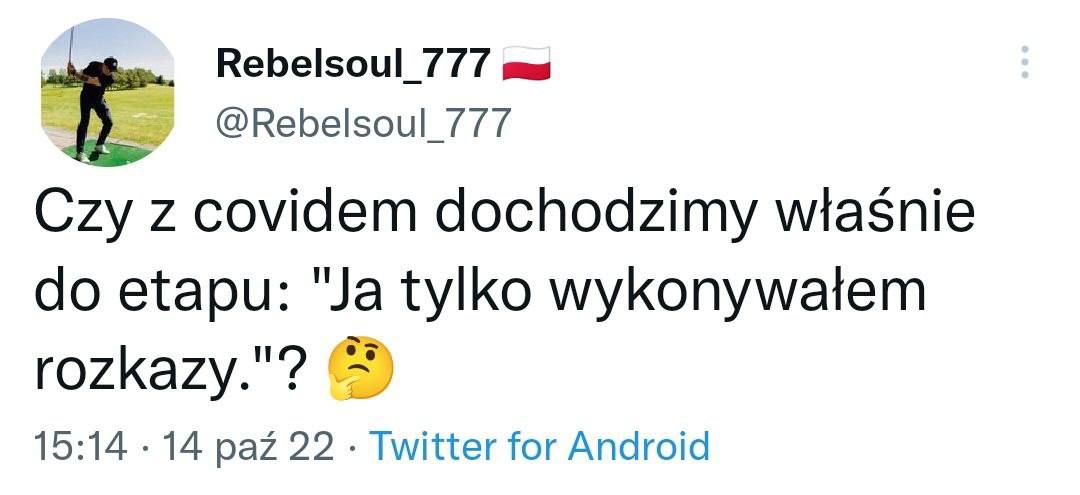 Rebelsoul_777 🇵🇱
@Rebelsoul_777
Czy z covidem dochodzimy właśnie
do etapu: "Ja tylko wykonywałem
rozkazy."? 🤔
15:14 · 14 paź 22 · Twitter for Android